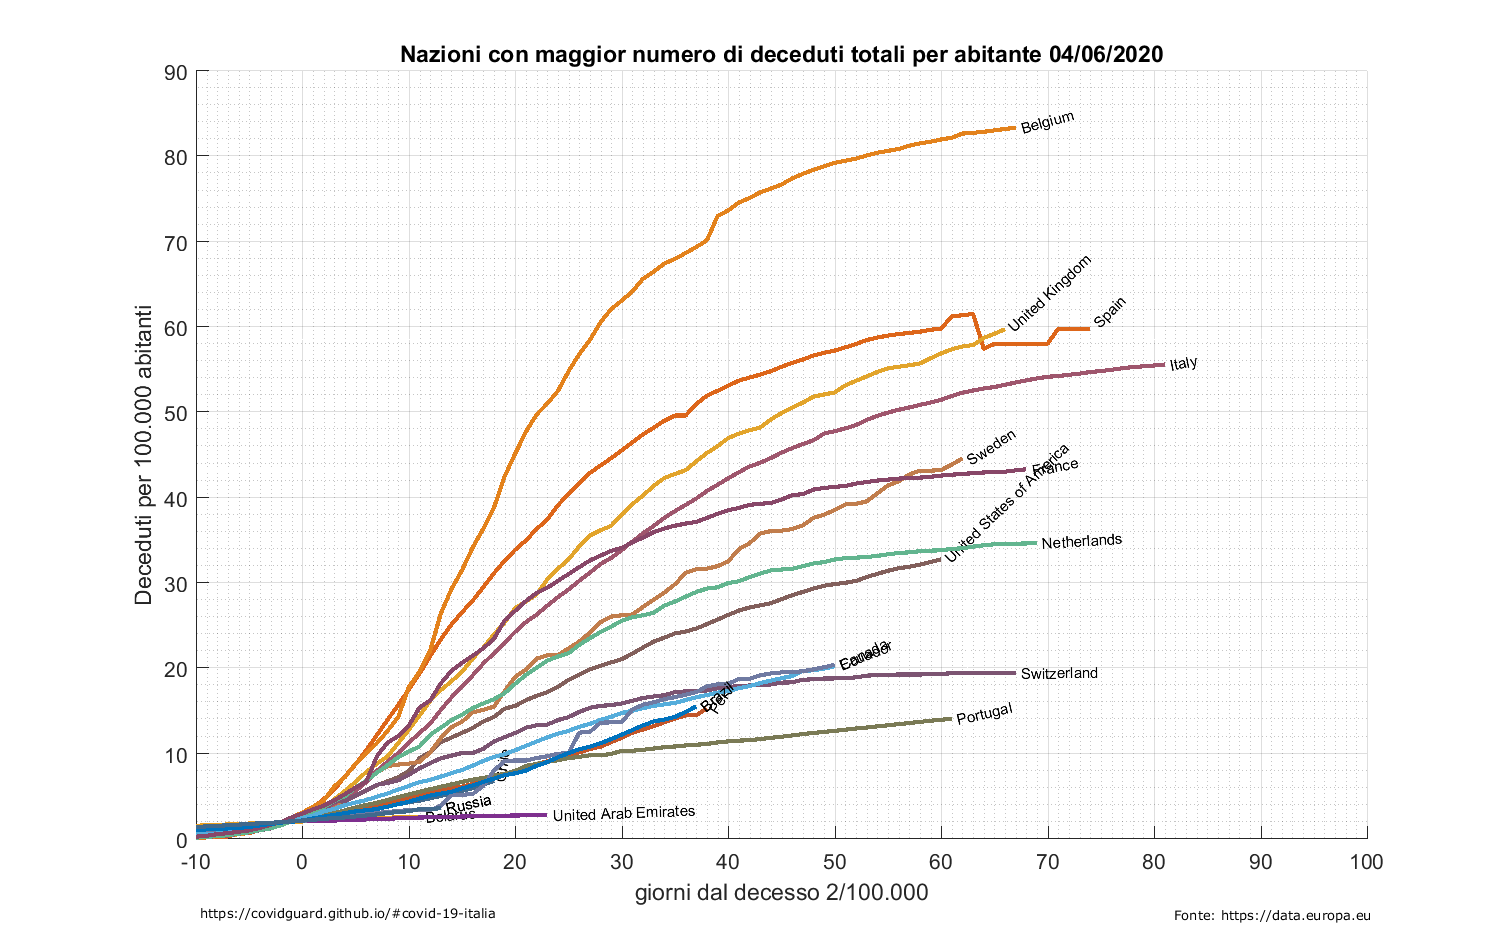 Nazioni con maggior numero di deceduti totali per abitante 04/06/2020
Deceduti per 100.000 abitanti
90
80
70
60
50
40
30
20
10
0
Belgium
United Kingdom
Spain
Italy
Sweden
France
United States of America
Netherlands
Canada
Ecuador
Switzerland
Brazil
Portugal
Russia
United Arab Emirates
-10 0 10 20 30 40 50 60 70 80 90 100
giorni dal decesso 2/100.000
https://covidguard.github.io/#covid-19-italia
Fonte: https://data.europa.eu